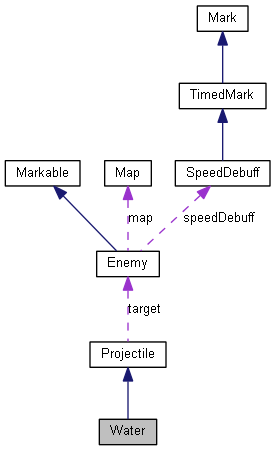 Mark
TimedMark
Markable
Map
SpeedDebuff
map
speedDebuff
Enemy
target
Projectile
Water